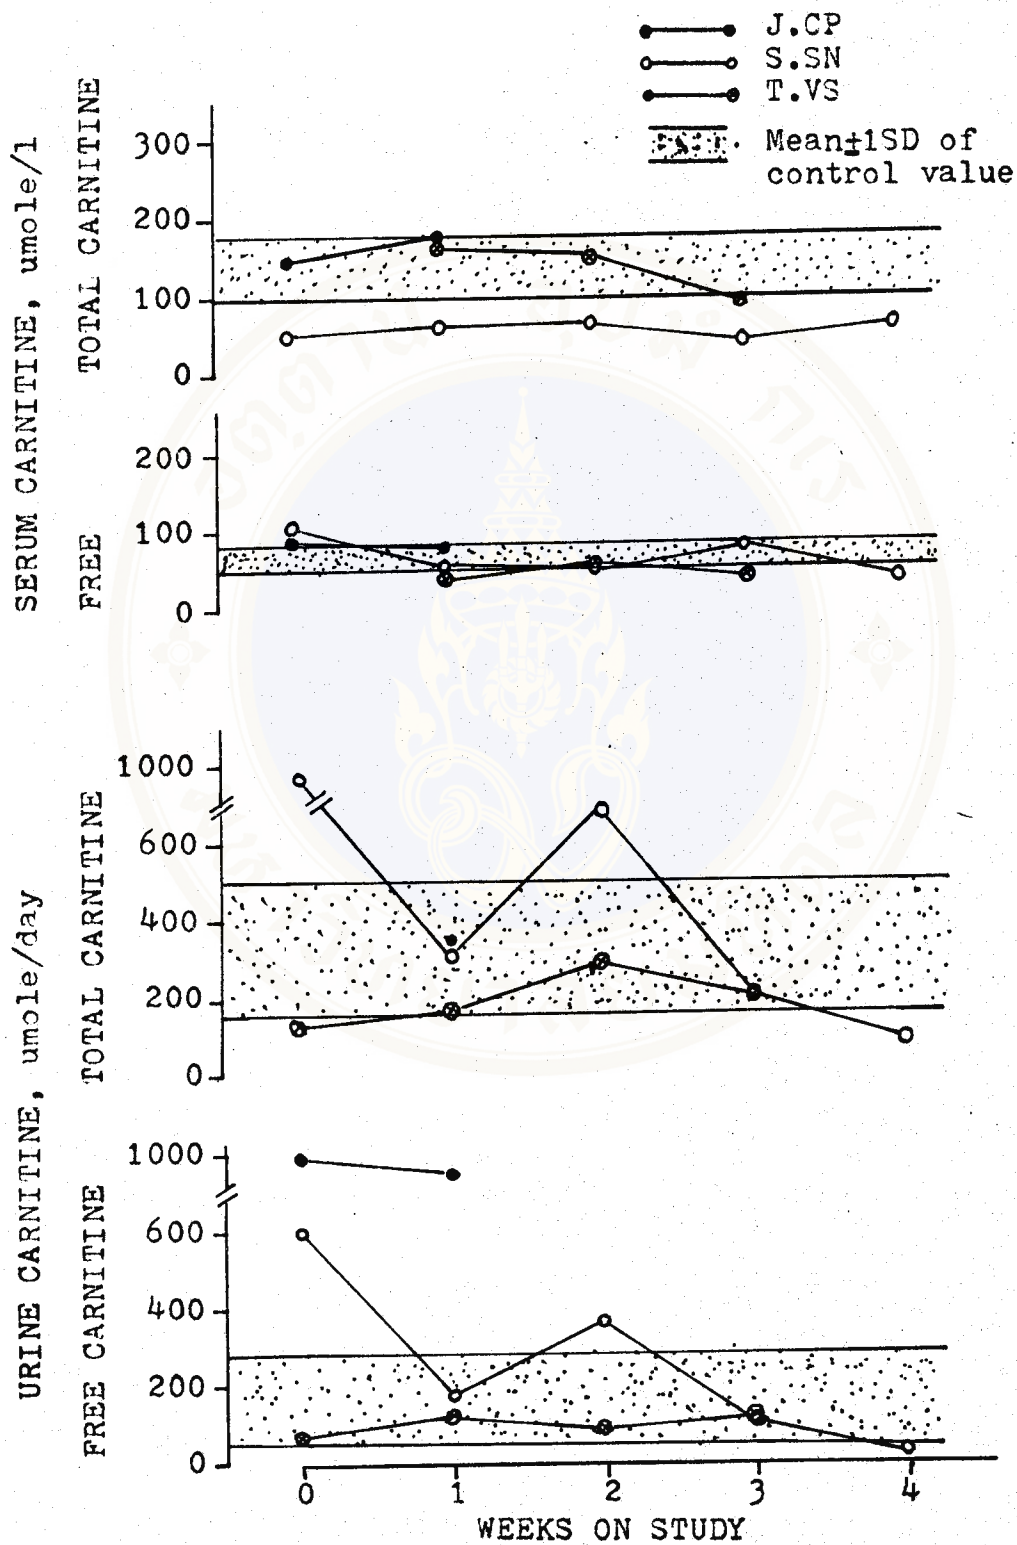 J.CP
S.SN
T.VS
Mean±1SD of
control value
SERUM CARNITINE, umole/l
TOTAL CARNITINE
300
200
100
0
FREE
200
100
0
URINE CARNITINE, umole/day
TOTAL CARNITINE
1000
600
400
200
0
FREE CARNITINE
1000
600
400
200
0
0 1 2 3 4
WEEKS ON STUDY